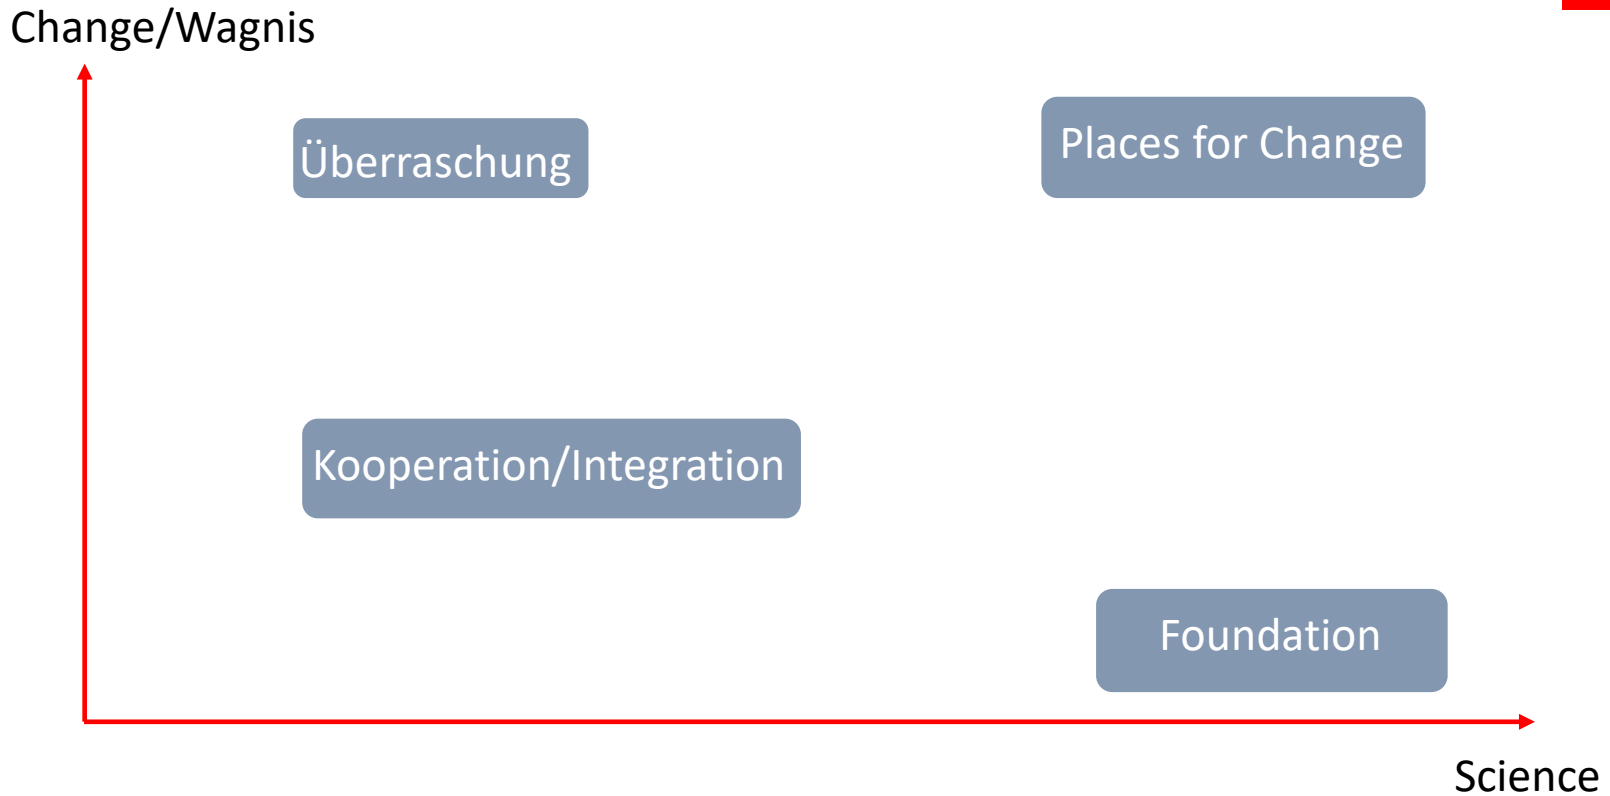 Change/Wagnis
Überraschung
Places for Change
Kooperation/Integration
Foundation
Science